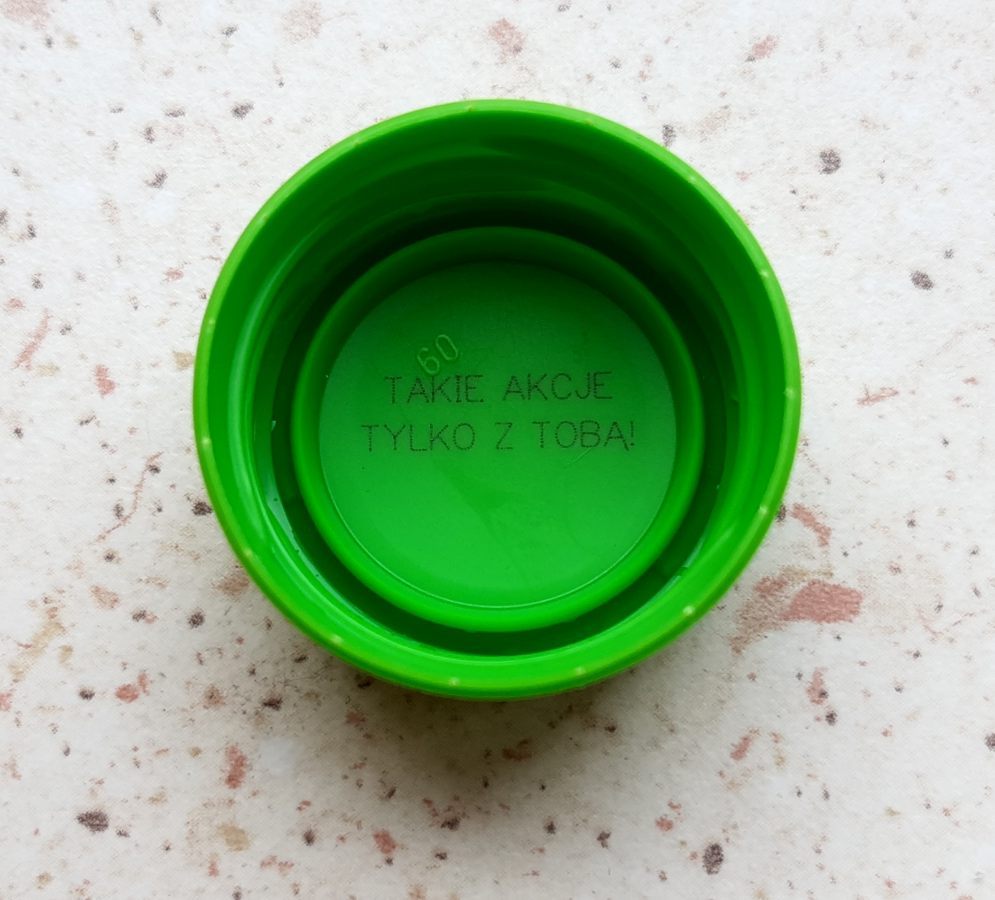 60
TAKIE AKCJE
TYLKO Z TOBĄ!